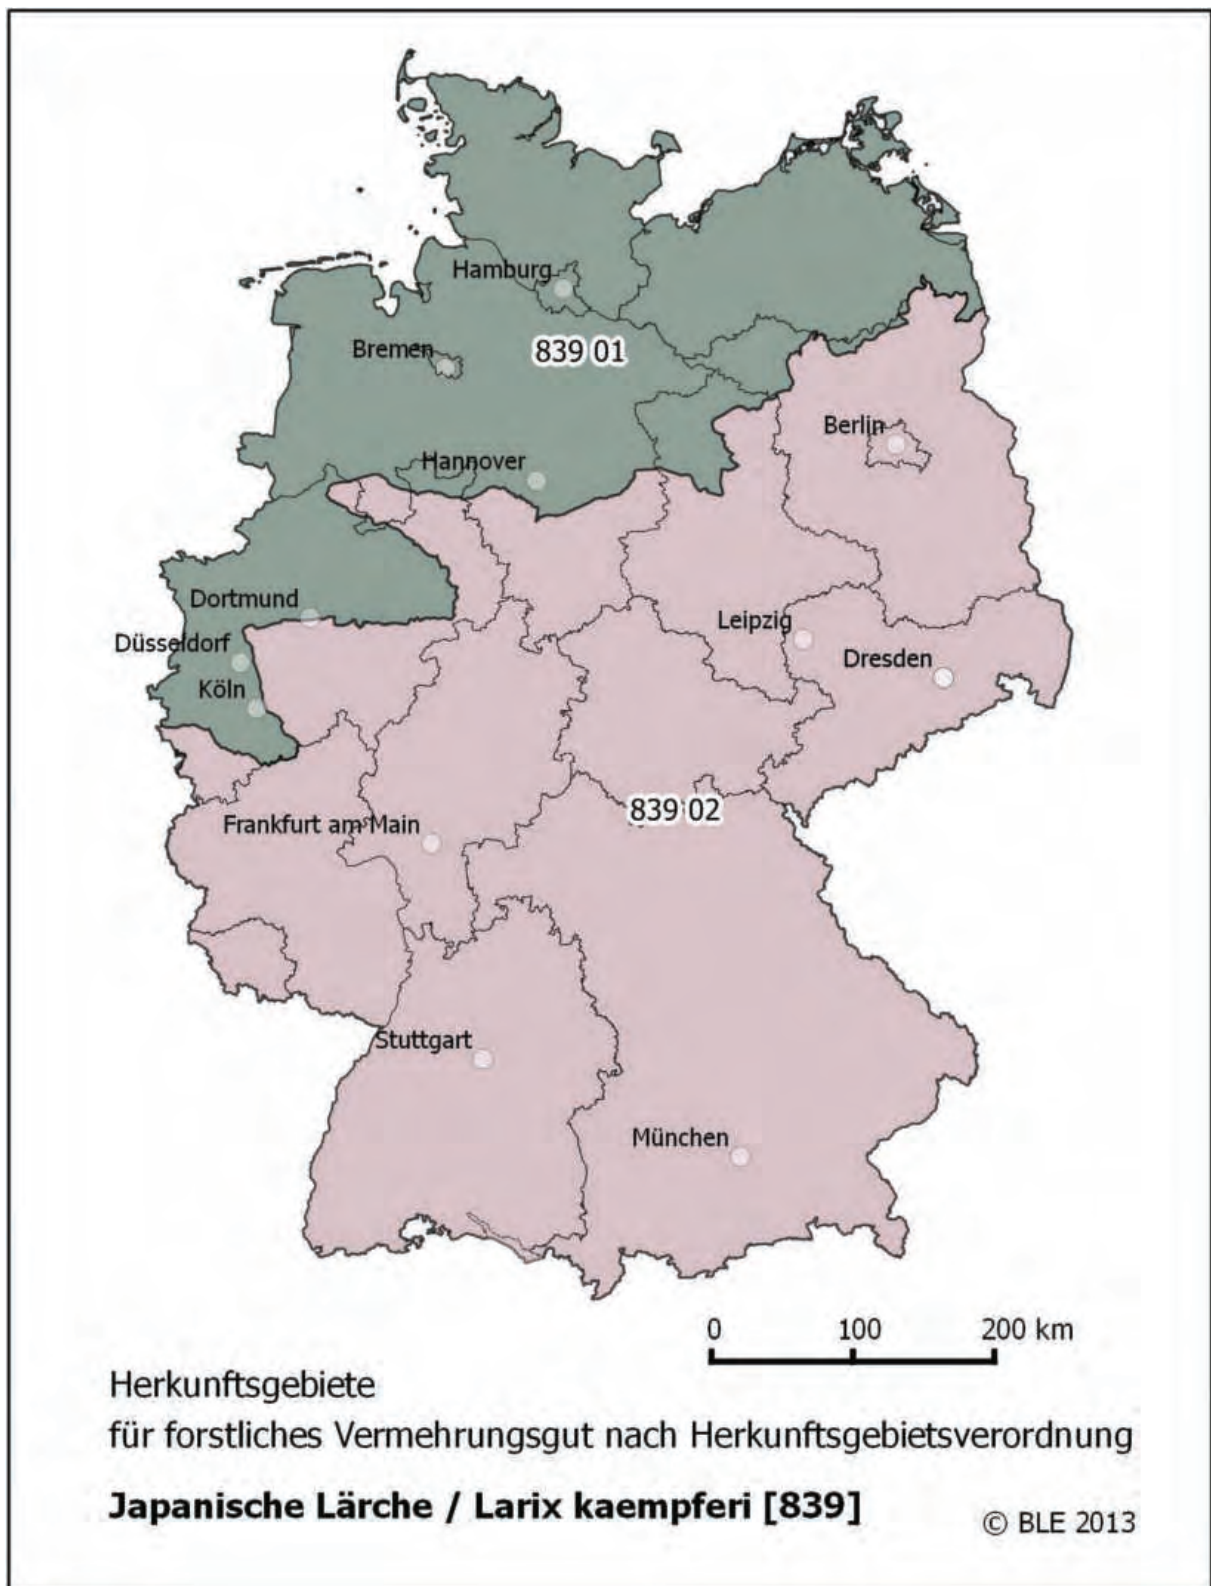 Hamburg
Bremen
839 01
Berlin
Hannover
Dortmund
Leipzig
Düsseldorf
Dresden
Köln
839 02
Frankfurt am Main
Stuttgart
München
0 100 200 km
Herkunftsgebiete
für forstliches Vermehrungsgut nach Herkunftsgebietsverordnung
Japanische Lärche / Larix kaempferi [839]
© BLE 2013